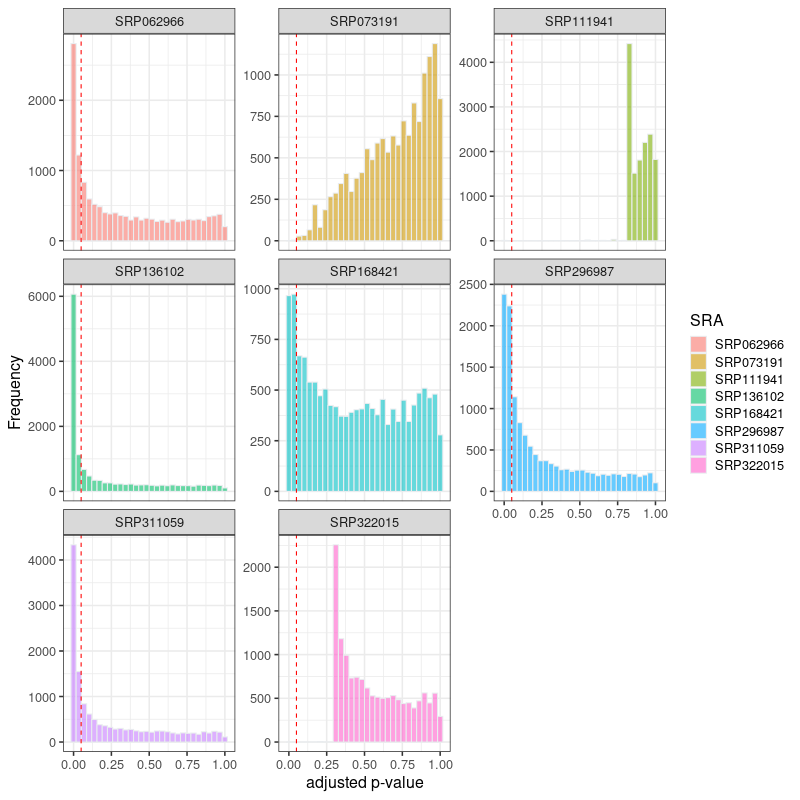 SRP062966 SRP073191 SRP111941
2000
1000
0
1000
750
500
250
0
4000
3000
2000
1000
0
SRP136102 SRP168421 SRP296987
6000
4000
2000
0
1000
750
500
250
0
2500
2000
1500
1000
500
0
0.00 0.25 0.50 0.75 1.00
SRP311059 SRP322015
4000
3000
2000
1000
0
2000
1500
1000
500
0
0.00 0.25 0.50 0.75 1.00
0.00 0.25 0.50 0.75 1.00
adjusted p-value
Frequency
SRA
SRP062966
SRP073191
SRP111941
SRP136102
SRP168421
SRP296987
SRP311059
SRP322015